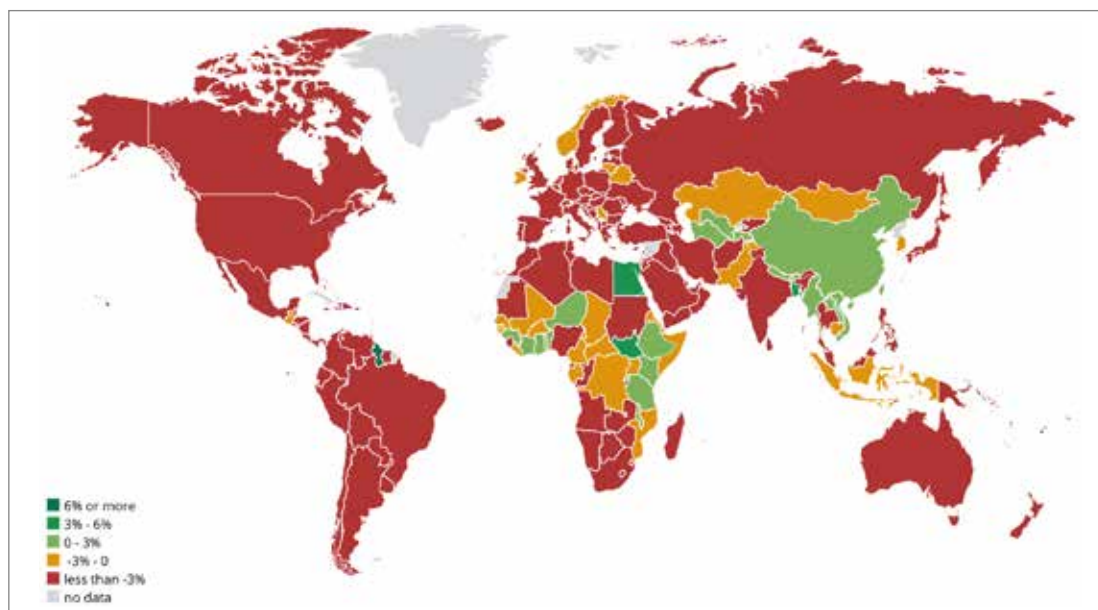 6% or more
3% - 6%
0 - 3%
-3% - 0
less than -3%
no data